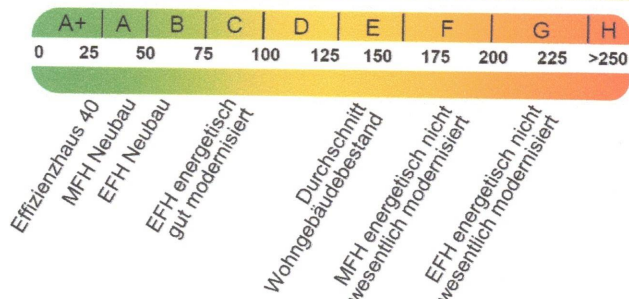 A+ A B C D E F G H
0 25 50 75 100 125 150 175 200 225 >250
Effizienzhaus 40
MFH Neubau
EFH Neubau
EFH energetisch
gut modernisiert
Durchschnitt
Wohngebäudebestand
MFH energetisch nicht
wesentlich modernisiert
EFH energetisch nicht
wesentlich modernisiert